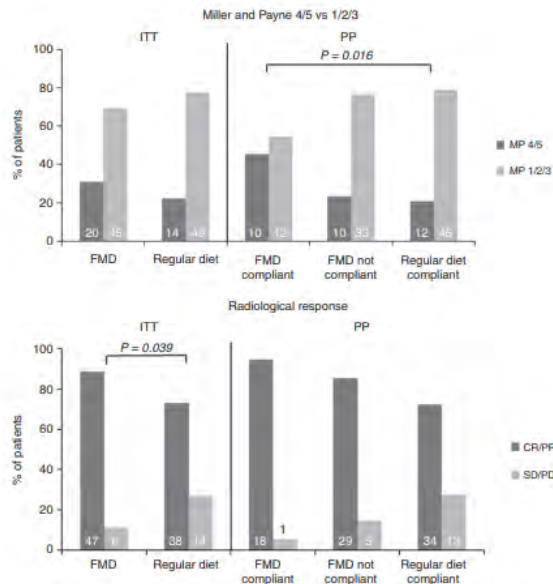 Miller and Payne 4/5 vs 1/2/3
ITT PP
100
P = 0.016
80
60
40
20
0
% of patients
MP 4/5
MP 1/2/3
20 45 14 49 10 12 10 33 12
FMD Regular diet FMD compliant FMD not compliant Regular diet compliant
Radiological response
ITT PP
100
P = 0.039
80
60
40
20
0
% of patients
CR/PR
SD/PD
47 6 38 14 18 1 29 5 34 13
FMD Regular diet FMD compliant FMD not compliant Regular diet compliant